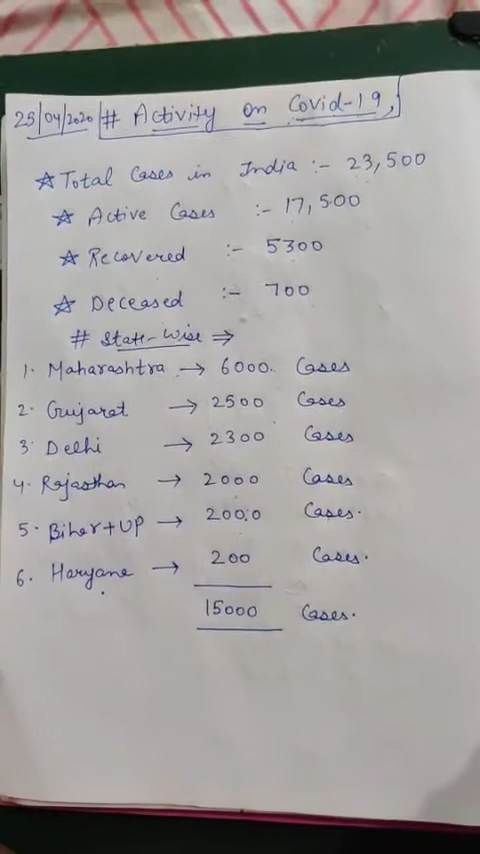 25/04/2020 # Activity on Covid-19,
☆ Total Cases in India :- 23,500
☆ Active Cases :- 17,500
☆ Recovered :- 5300
☆ Deceased :- 700
# State-Wise ⇒
1. Maharashtra → 6000. Cases
2. Gujarat → 2500 Cases
3. Delhi → 2300 Cases
4. Rajasthan → 2000 Cases
5. Bihar+UP → 2000 Cases.
6. Haryana → 200 Cases.
15000 Cases.